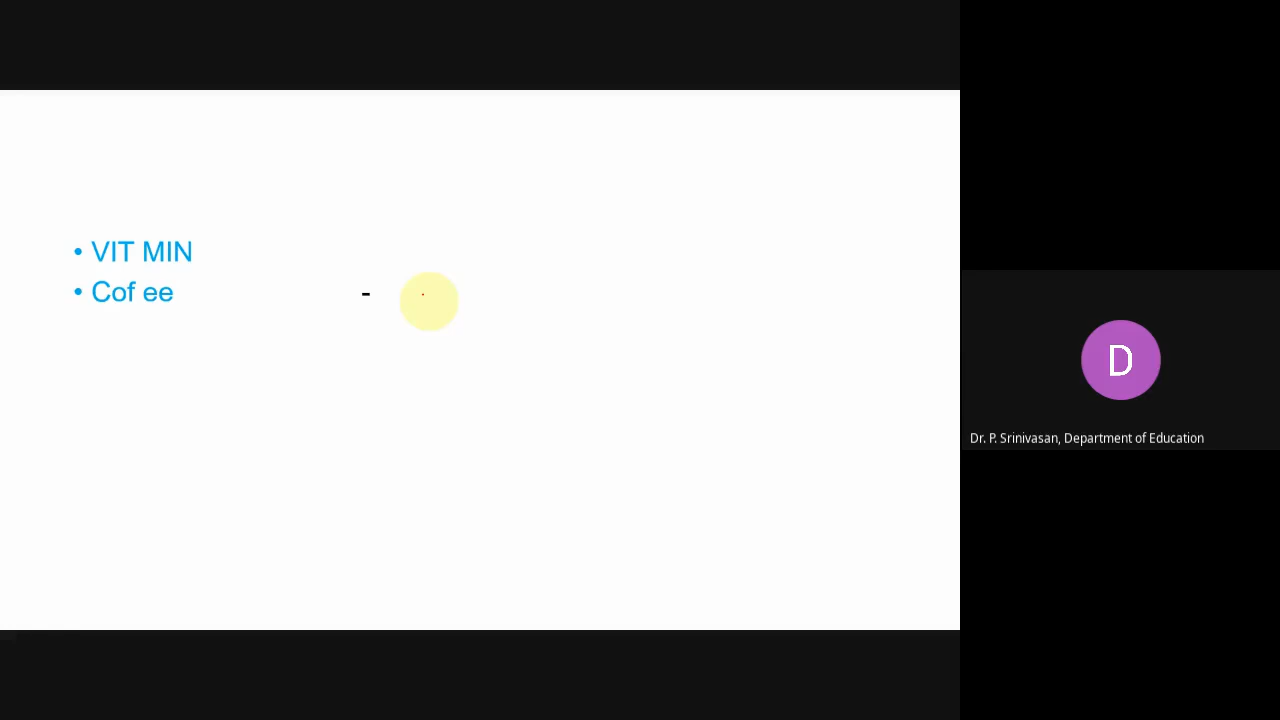 • VIT MIN
• Cof ee -
D
Dr. P. Srinivasan, Department of Education